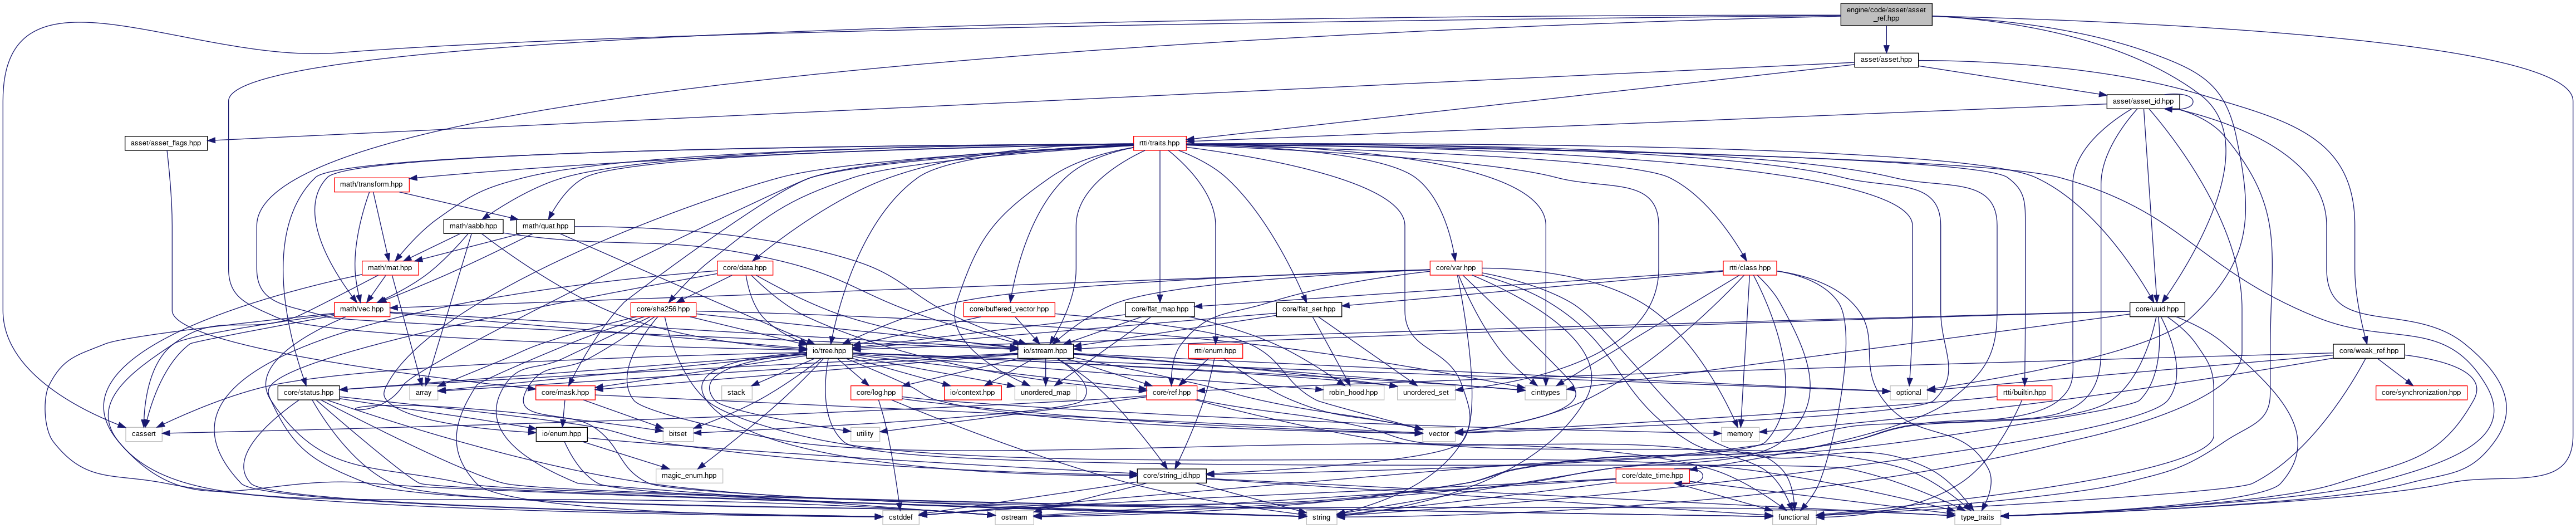 engine/code/asset/asset
_ref.hpp
asset/asset.hpp
asset/asset_id.hpp
asset/asset_flags.hpp
rtti/traits.hpp
math/transform.hpp
math/aabb.hpp
math/quat.hpp
math/mat.hpp
core/data.hpp
core/var.hpp
rtti/class.hpp
math/vec.hpp
core/sha256.hpp
core/buffered_vector.hpp
core/flat_map.hpp
core/flat_set.hpp
core/uuid.hpp
io/tree.hpp
io/stream.hpp
rtti/enum.hpp
core/weak_ref.hpp
core/status.hpp
array
core/mask.hpp
stack
core/log.hpp
io/context.hpp
unordered_map
core/ref.hpp
robin_hood.hpp
unordered_set
cinttypes
optional
rtti/builtin.hpp
core/synchronization.hpp
cassert
io/enum.hpp
bitset
utility
vector
memory
magic_enum.hpp
core/string_id.hpp
core/date_time.hpp
cstddef
ostream
string
functional
type_traits